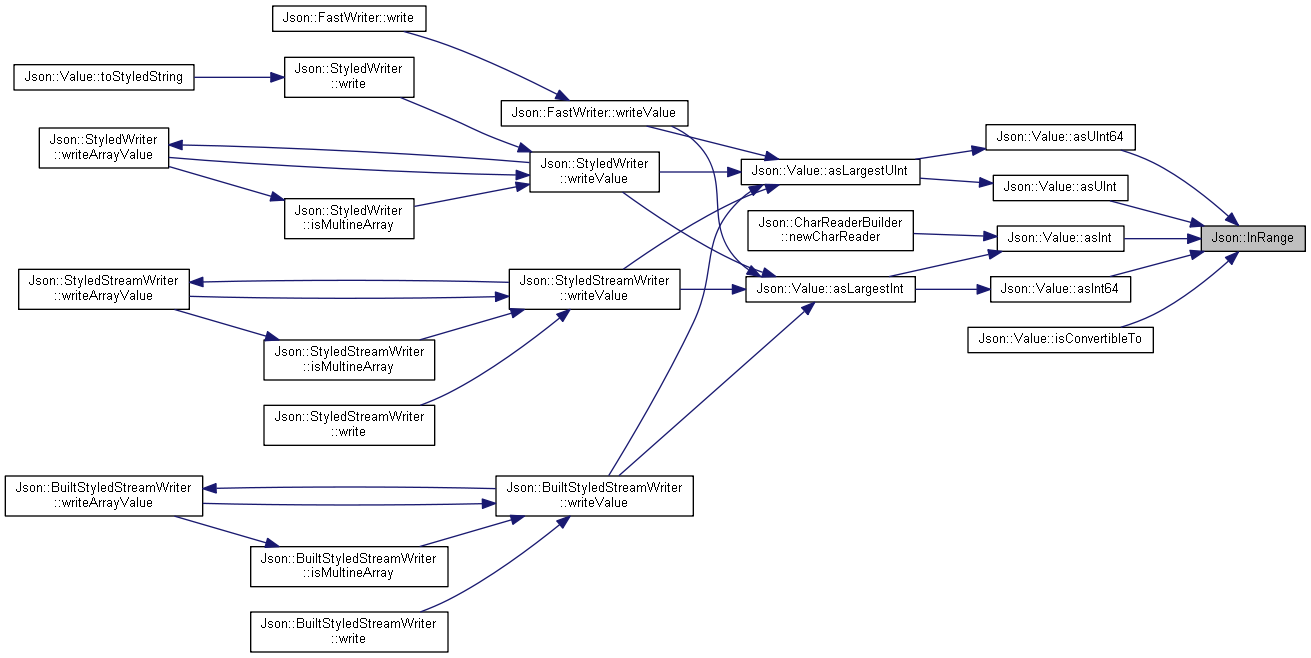 Json::FastWriter::write
Json::Value::toStyledString
Json::StyledWriter
::write
Json::FastWriter::writeValue
Json::StyledWriter
::writeArrayValue
Json::StyledWriter
::writeValue
Json::StyledWriter
::isMultineArray
Json::Value::asLargestUInt
Json::Value::asUInt64
Json::Value::asUInt
Json::CharReaderBuilder
::newCharReader
Json::Value::asInt
Json::InRange
Json::StyledStreamWriter
::writeArrayValue
Json::StyledStreamWriter
::writeValue
Json::Value::asLargestInt
Json::Value::asInt64
Json::Value::isConvertibleTo
Json::StyledStreamWriter
::isMultineArray
Json::StyledStreamWriter
::write
Json::BuiltStyledStreamWriter
::writeArrayValue
Json::BuiltStyledStreamWriter
::writeValue
Json::BuiltStyledStreamWriter
::isMultineArray
Json::BuiltStyledStreamWriter
::write